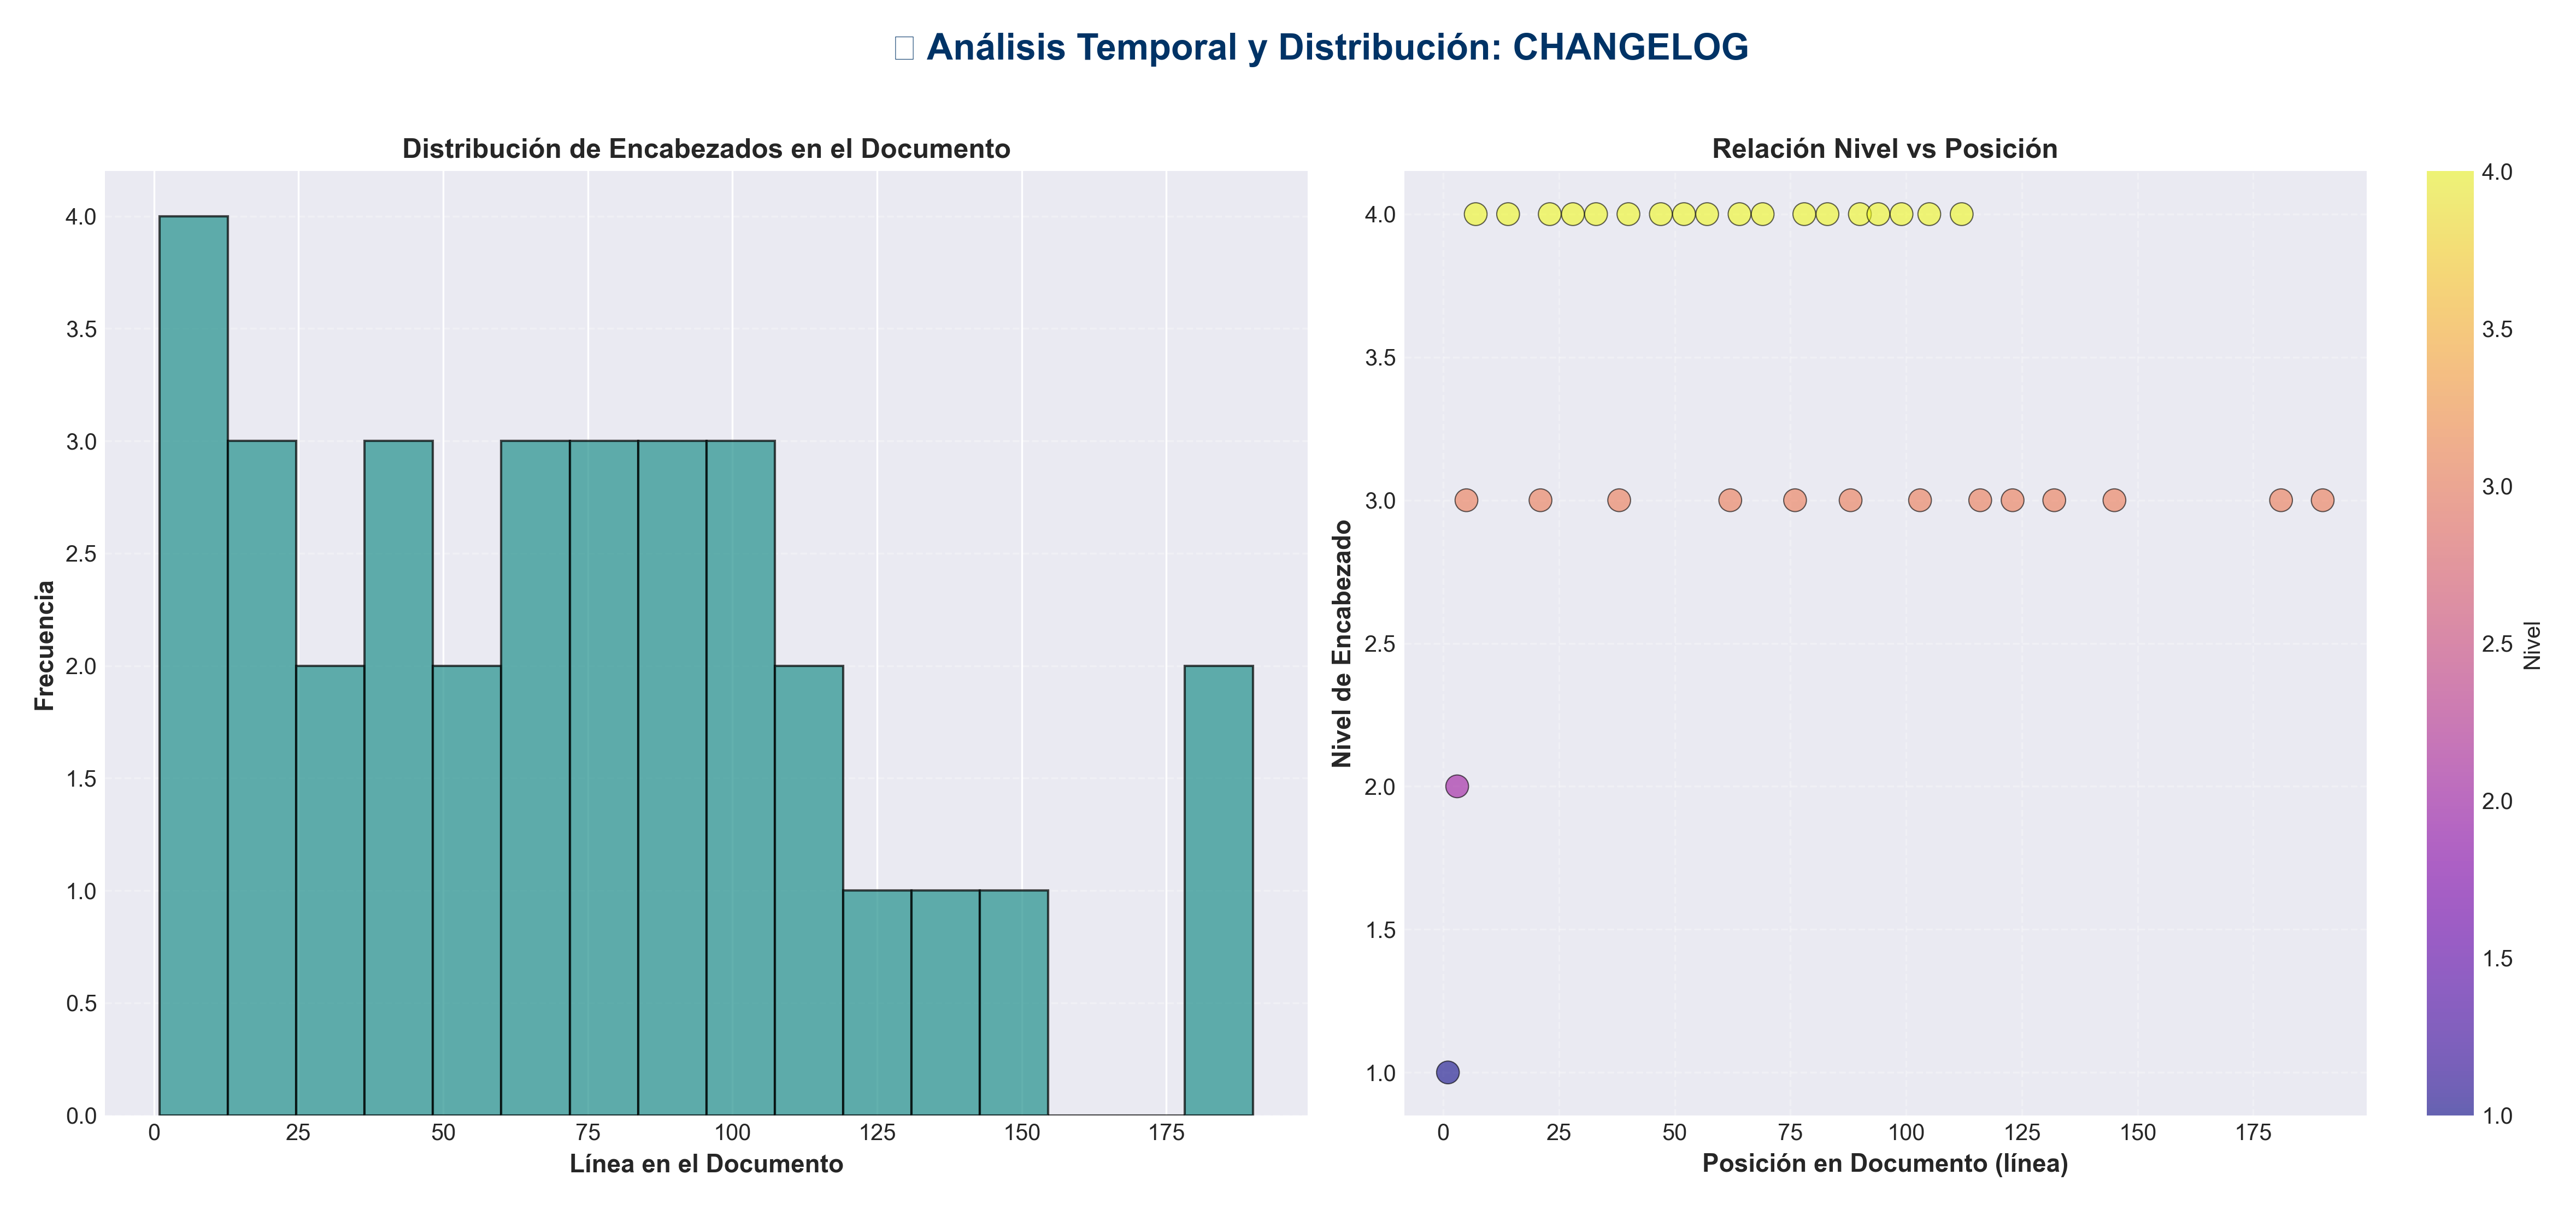 Análisis Temporal y Distribución: CHANGELOG
Distribución de Encabezados en el Documento
4.0
3.5
3.0
2.5
2.0
1.5
1.0
0.5
0.0
Frecuencia
0 25 50 75 100 125 150 175
Línea en el Documento
Relación Nivel vs Posición
4.0
3.5
3.0
2.5
2.0
1.5
1.0
Nivel de Encabezado
0 25 50 75 100 125 150 175
Posición en Documento (línea)
4.0
3.5
3.0
2.5
2.0
1.5
1.0
Nivel